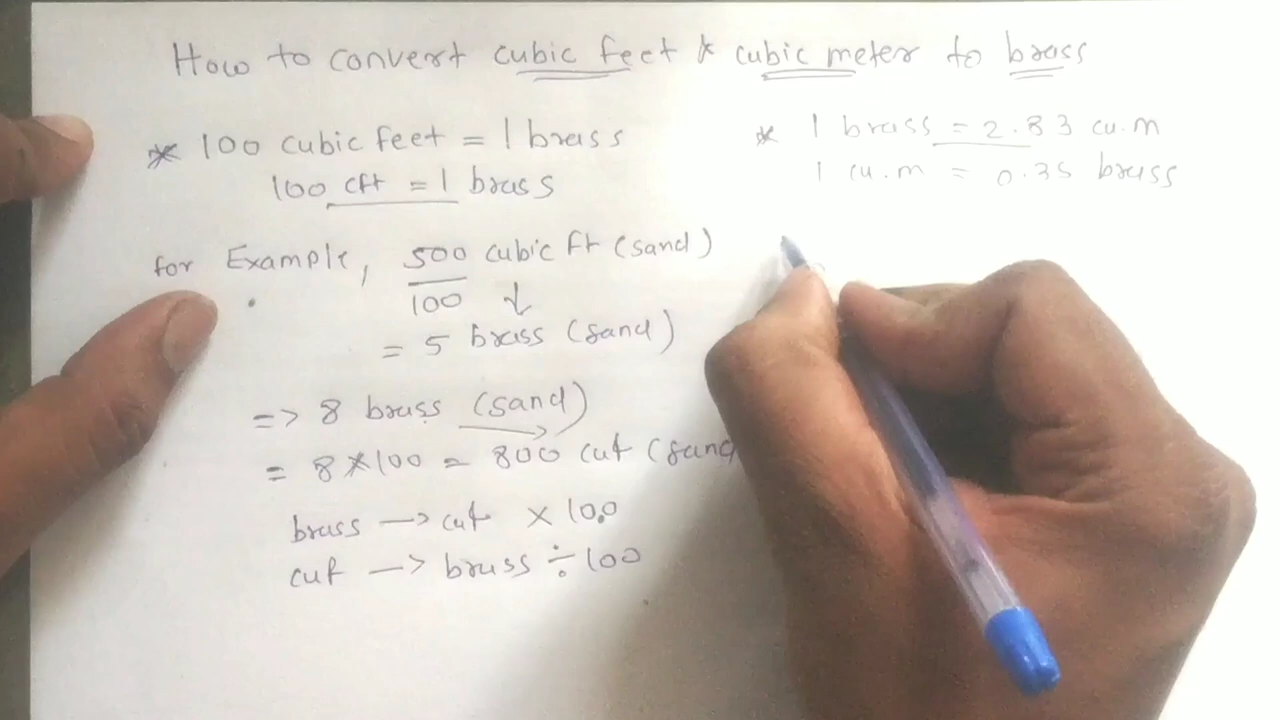 How to convert cubic feet & cubic meter to brass
* 100 cubic feet = 1 brass
100 cft = 1 brass
for Example, 500 cubic ft (sand)
100 ↓
= 5 brass (sand)
=> 8 brass (sand)
= 8*100 = 800 cuf (sand
brass —> cuf × 100
cuf —> brass ÷ 100
* 1 brass = 2.83 cu.m
1 cu.m = 0.35 brass